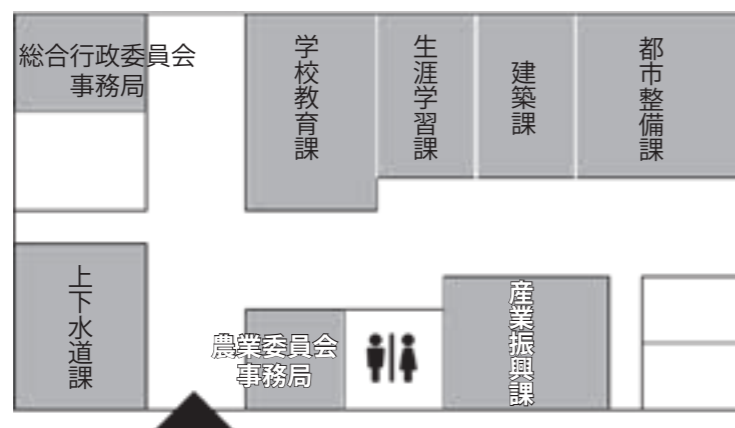 総合行政委員会
事務局
学校教育課
生涯学習課
建築課
都市整備課
上下水道課
農業委員会
事務局
産業振興課